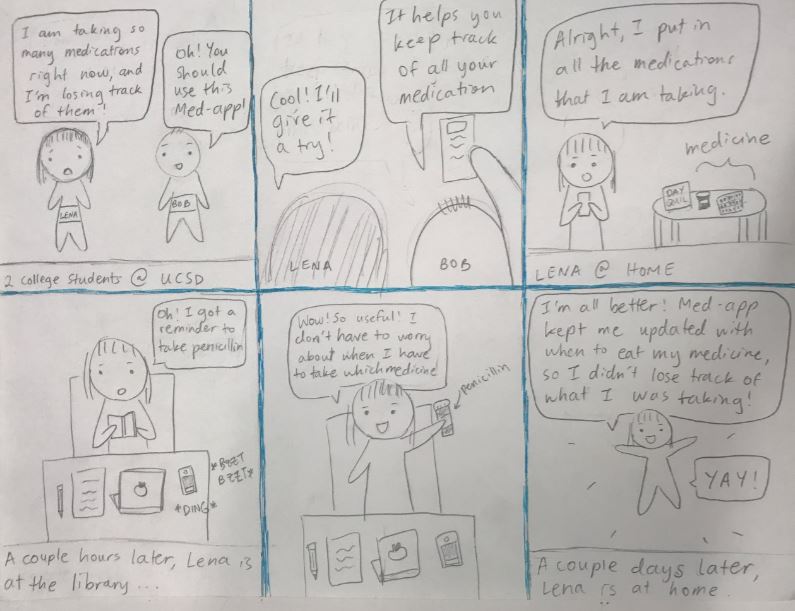 I am taking so
many medications
right now, and
I'm losing track
of them!
Oh! You
should
use this
Med-app!
LENA
BOB
2 college students @ UCSD
Cool! I'll
give it
a try!
It helps you
keep track
of all your
medication
LENA
BOB
Alright, I put in
all the medications
that I am taking.
medicine
DAY
QUIL
LENA @ HOME
Oh! I got a
reminder to
take penicillin
*BZZT
BZZT*
*DING*
A couple hours later, Lena is
at the library...
Wow! So useful! I
don't have to worry
about when I have
to take which medicine
penicillin
I'm all better! Med-app
kept me updated with
when to eat my medicine,
so I didn't lose track of
what I was taking!
YAY!
A couple days later,
Lena is at home.